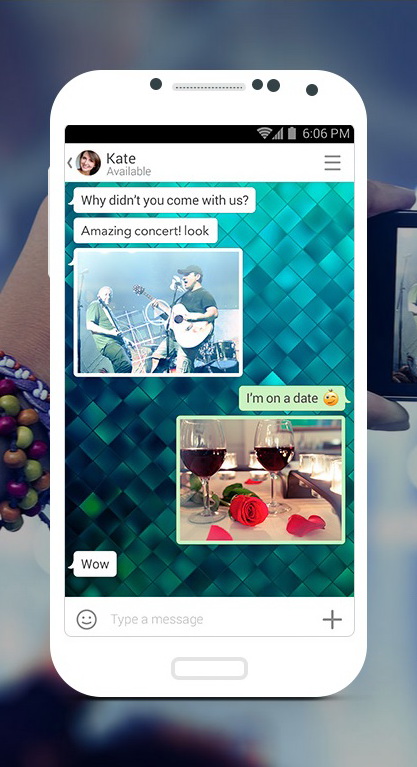 6:06 PM
Kate
Available
Why didn't you come with us?
Amazing concert! look
I'm on a date
Wow
Type a message